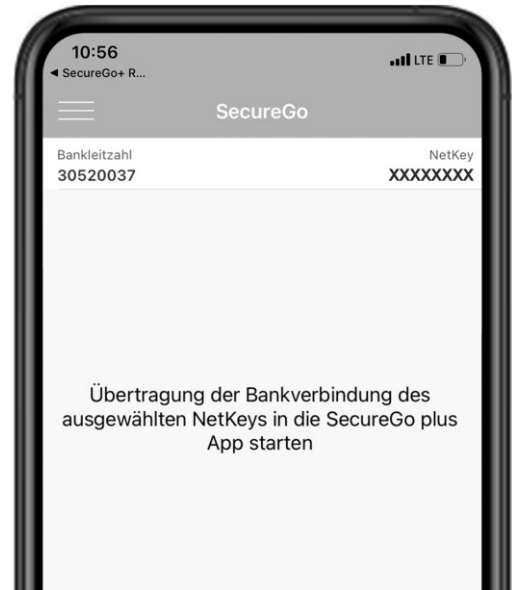 10:56
LTE
◀ SecureGo+ R...
SecureGo
Bankleitzahl NetKey
30520037 XXXXXXXX
Übertragung der Bankverbindung des
ausgewählten NetKeys in die SecureGo plus
App starten